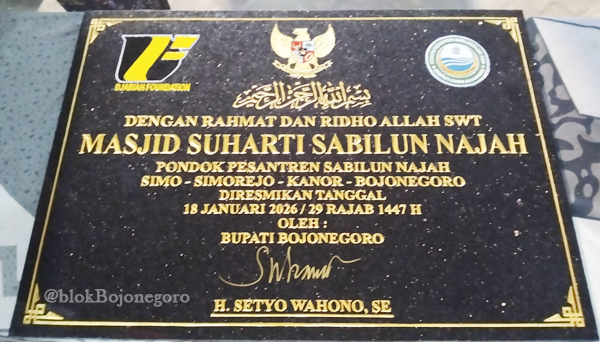 DJARIAH FOUNDATION
بسم الله الرحمن الرحيم
DENGAN RAHMAT DAN RIDHO ALLAH SWT
MASJID SUHARTI SABILUN NAJAH
PONDOK PESANTREN SABILUN NAJAH
SIMO - SIMOREJO - KANOR - BOJONEGORO
DIRESMIKAN TANGGAL
18 JANUARI 2026 / 29 RAJAB 1447 H
OLEH :
BUPATI BOJONEGORO
@blokBojonegoro
H. SETYO WAHONO, SE